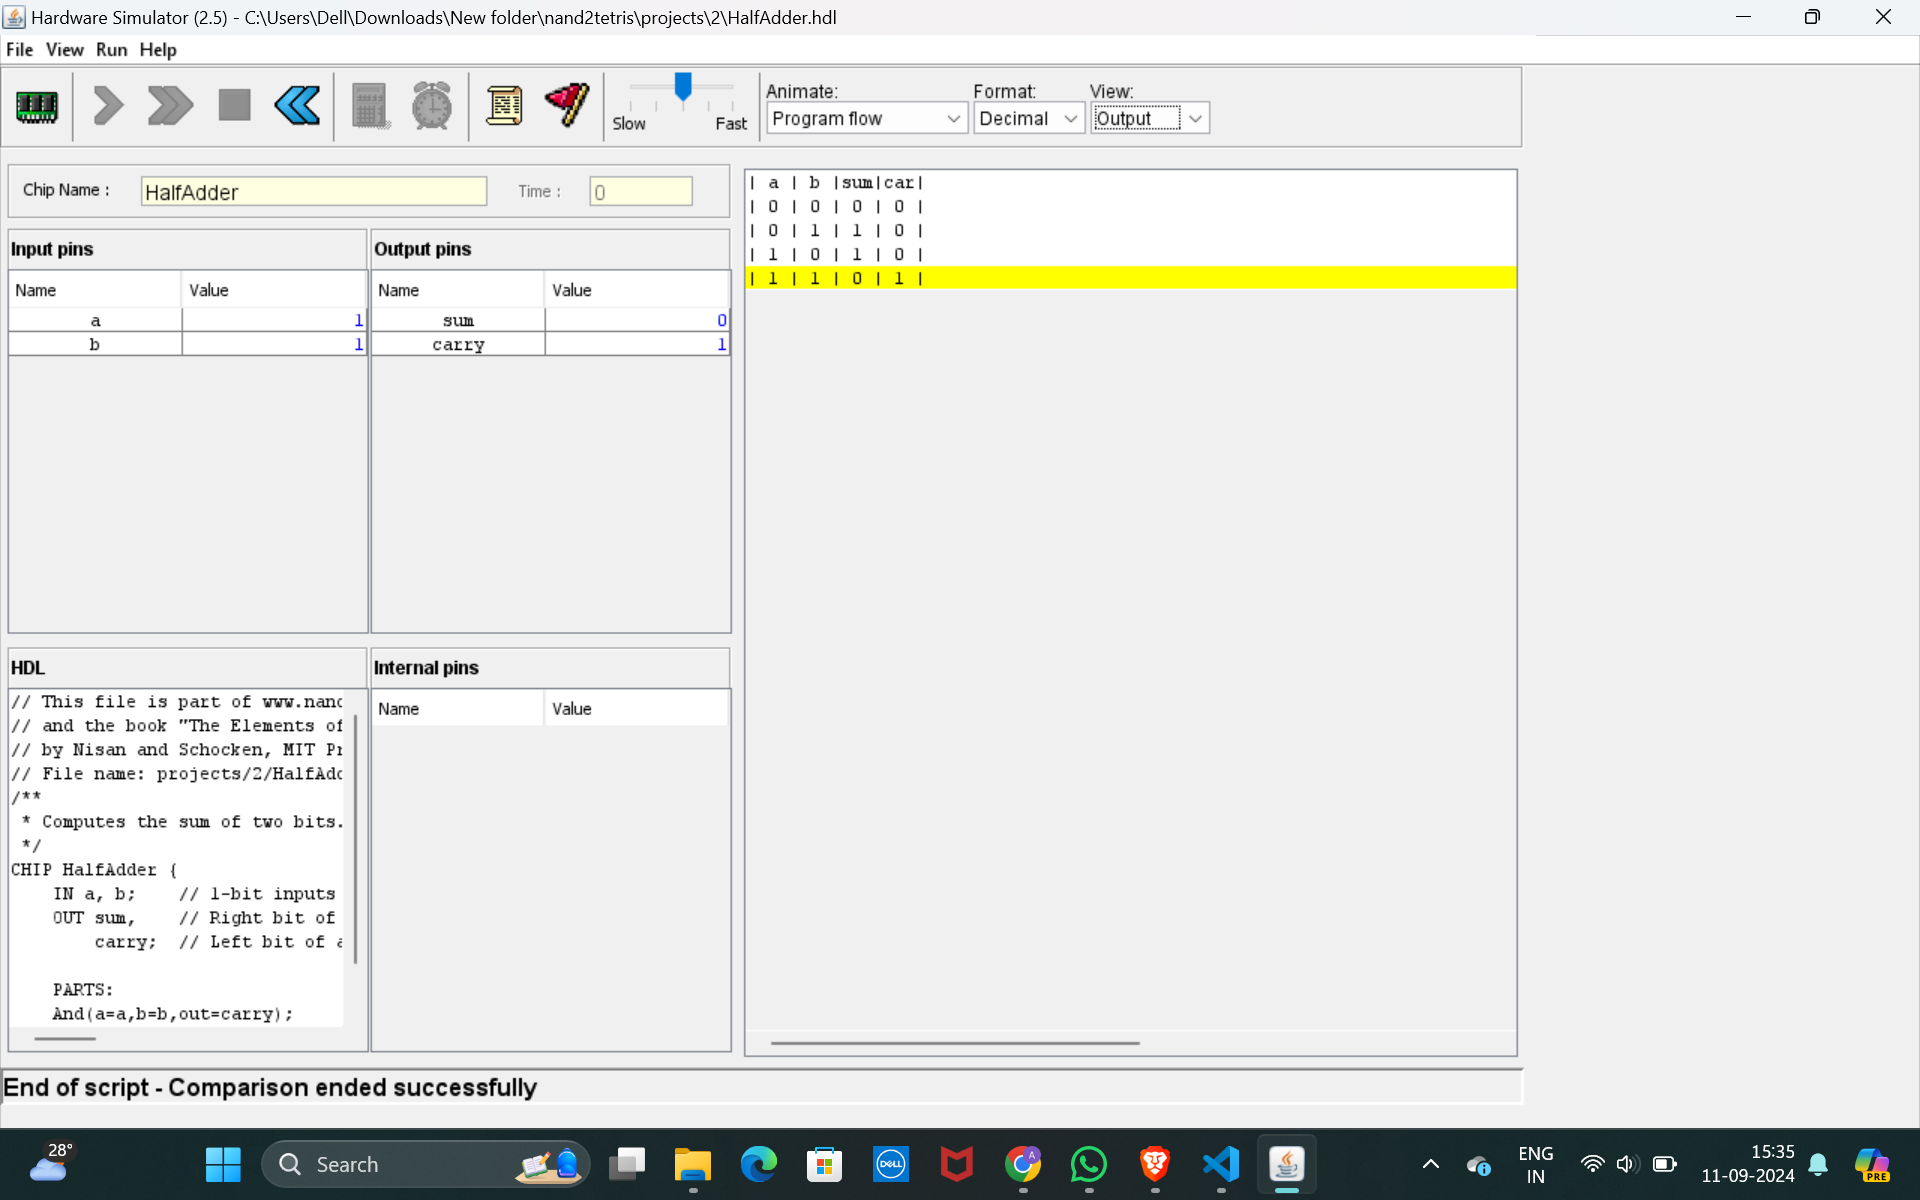 Hardware Simulator (2.5) - C:\Users\Dell\Downloads\New folder\nand2tetris\projects\2\HalfAdder.hdl
File View Run Help
Slow Fast
Animate: Format: View:
Program flow Decimal Output
Chip Name : HalfAdder Time : 0
| a | b |sum|car|
| 0 | 0 | 0 | 0 |
| 0 | 1 | 1 | 0 |
| 1 | 0 | 1 | 0 |
| 1 | 1 | 0 | 1 |
Input pins
Name Value
a 1
b 1
Output pins
Name Value
sum 0
carry 1
HDL
// This file is part of www.nand
// and the book "The Elements of
// by Nisan and Schocken, MIT Pr
// File name: projects/2/HalfAdd
/**
* Computes the sum of two bits.
*/
CHIP HalfAdder {
IN a, b; // 1-bit inputs
OUT sum, // Right bit of
carry; // Left bit of a
PARTS:
And(a=a,b=b,out=carry);
Internal pins
Name Value
End of script - Comparison ended successfully
28°
Search
DELL
A
ENG
IN
15:35
11-09-2024
PRE